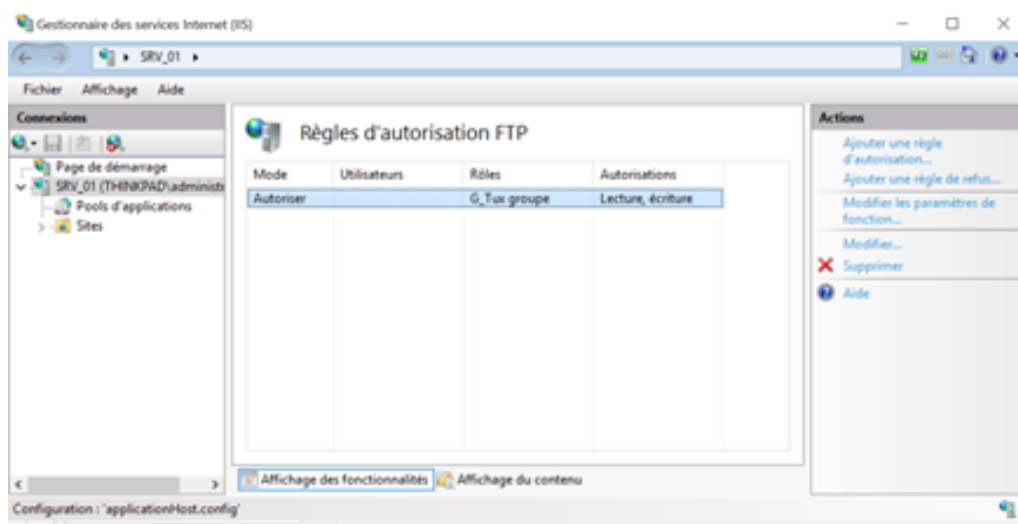 Gestionnaire des services Internet (IIS)
SRV_01
Fichier Affichage Aide
Connexions
Page de démarrage
SRV_01 (THINKPAD\administr
Pools d'applications
Sites
Règles d'autorisation FTP
Mode Utilisateurs Rôles Autorisations
Autoriser G_Tux groupe Lecture, écriture
Affichage des fonctionnalités Affichage du contenu
Actions
Ajouter une règle
d'autorisation...
Ajouter une règle de refus...
Modifier les paramètres de
fonction...
Modifier...
Supprimer
Aide
Configuration : 'applicationHost.config'